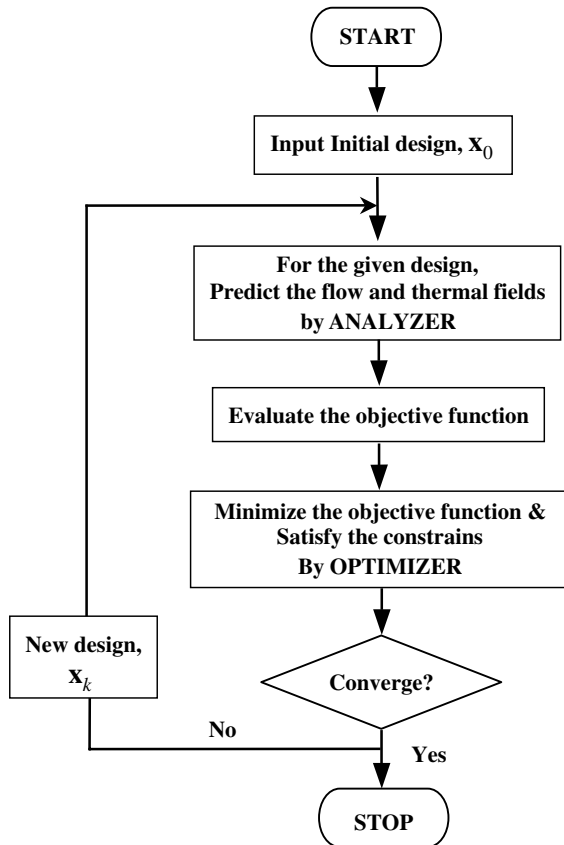 START
Input Initial design, x₀
For the given design,
Predict the flow and thermal fields
by ANALYZER
Evaluate the objective function
Minimize the objective function &
Satisfy the constrains
By OPTIMIZER
New design,
xₖ
Converge?
No
Yes
STOP